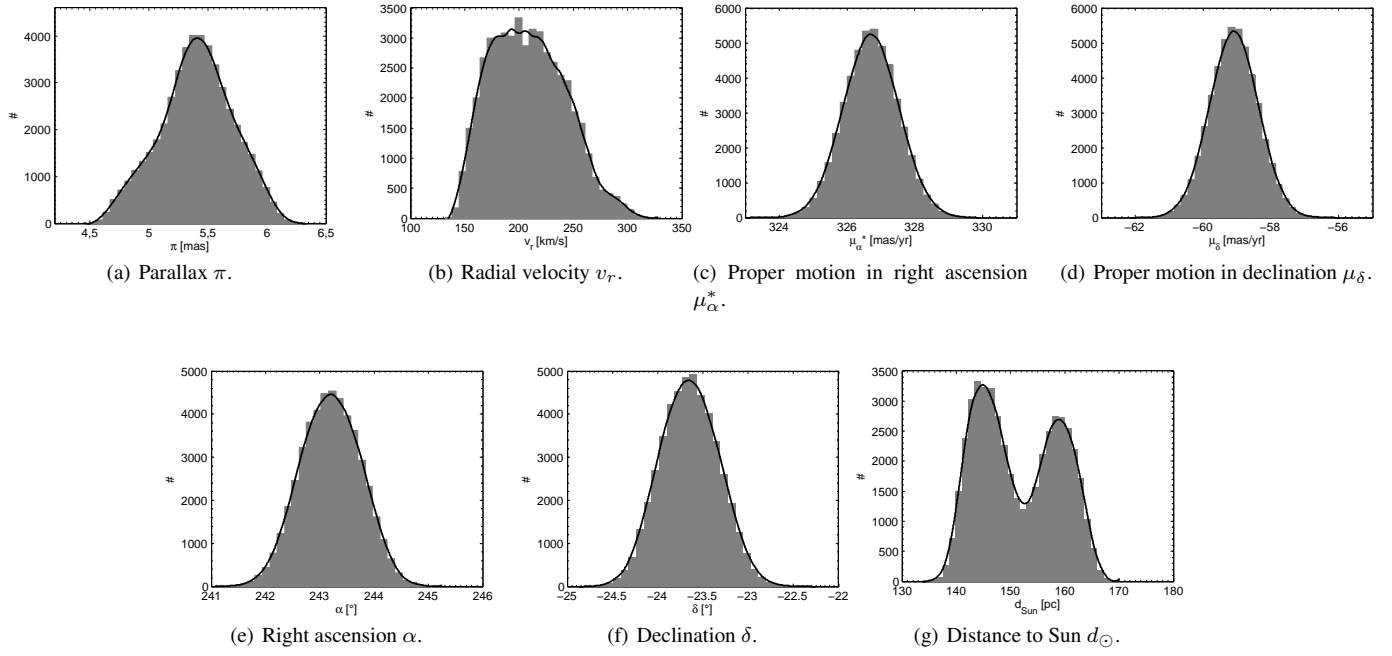 4000
3000
2000
1000
0
#
4,5 5 5,5 6 6,5
π [mas]
(a) Parallax π.
3500
3000
2500
2000
1500
1000
500
0
#
100 150 200 250 300 350
v_r [km/s]
(b) Radial velocity v_r.
6000
5000
4000
3000
2000
1000
0
#
324 326 328 330
μ_α* [mas/yr]
(c) Proper motion in right ascension
μ*_α.
6000
5000
4000
3000
2000
1000
0
#
−62 −60 −58 −56
μ_δ [mas/yr]
(d) Proper motion in declination μ_δ.
5000
4000
3000
2000
1000
0
#
241 242 243 244 245 246
α [°]
(e) Right ascension α.
5000
4000
3000
2000
1000
0
#
−25 −24.5 −24 −23.5 −23 −22.5 −22
δ [°]
(f) Declination δ.
3500
3000
2500
2000
1500
1000
500
0
#
130 140 150 160 170 180
d_Sun [pc]
(g) Distance to Sun d_⊙.